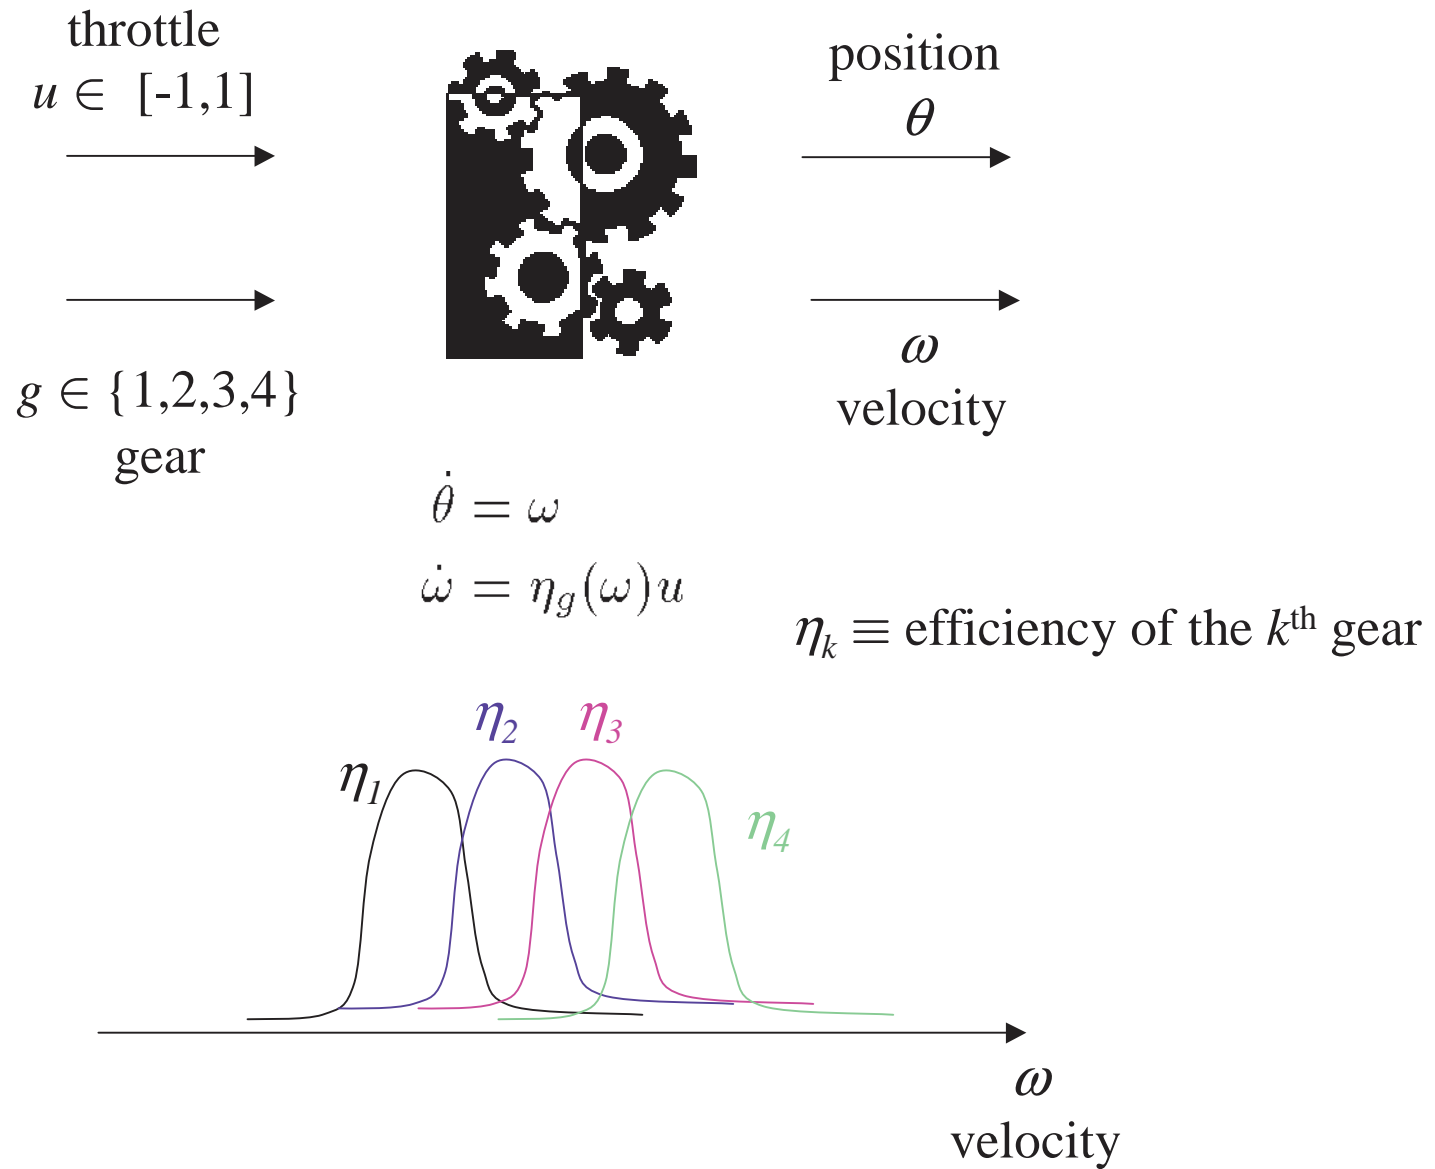 throttle
u ∈ [-1,1]
position
θ
g ∈ {1,2,3,4}
gear
ω
velocity
θ̇ = ω
ω̇ = η_g(ω)u
η_k ≡ efficiency of the k^th gear
η_1
η_2
η_3
η_4
ω
velocity